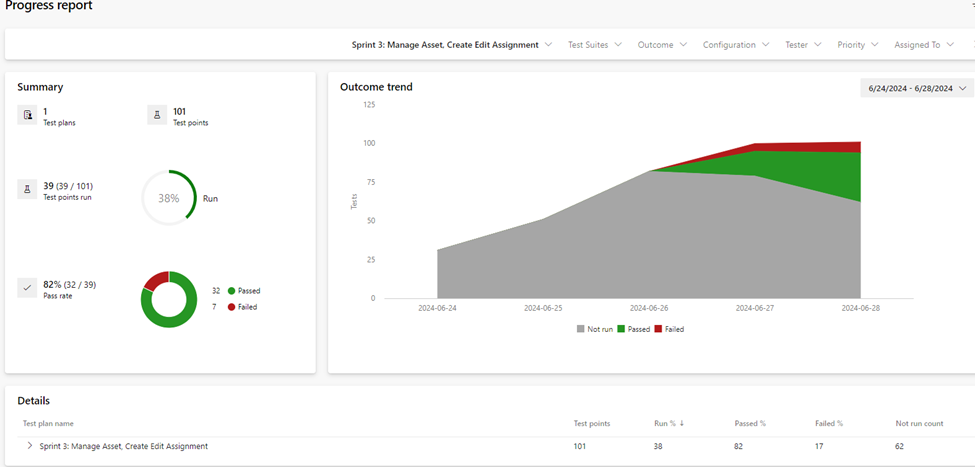 Progress report
Sprint 3: Manage Asset, Create Edit Assignment Test Suites Outcome Configuration Tester Priority Assigned To
Summary
1
Test plans
101
Test points
39 (39 / 101)
Test points run
38%
Run
82% (32 / 39)
Pass rate
32 Passed
7 Failed
Outcome trend
6/24/2024 - 6/28/2024
125
100
75
50
25
0
Tests
2024-06-24 2024-06-25 2024-06-26 2024-06-27 2024-06-28
Not run Passed Failed
Details
Test plan name Test points Run % ↓ Passed % Failed % Not run count
Sprint 3: Manage Asset, Create Edit Assignment 101 38 82 17 62